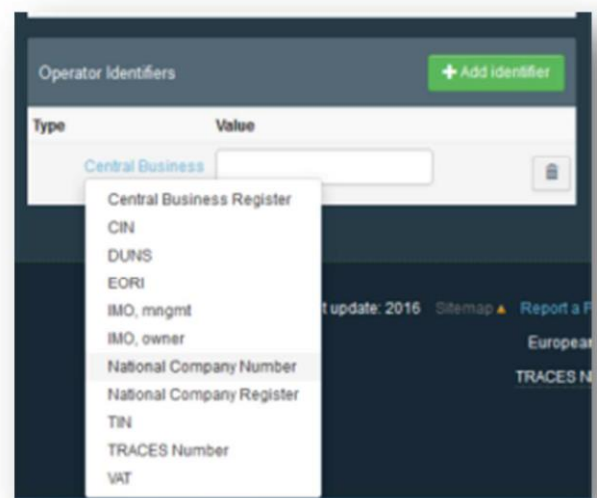 Operator Identifiers
+ Add identifier
Type Value
Central Business
Central Business Register
CIN
DUNS
EORI
IMO, mngmt
IMO, owner
National Company Number
National Company Register
TIN
TRACES Number
VAT
t update: 2016 Sitemap Report a
European
TRACES N